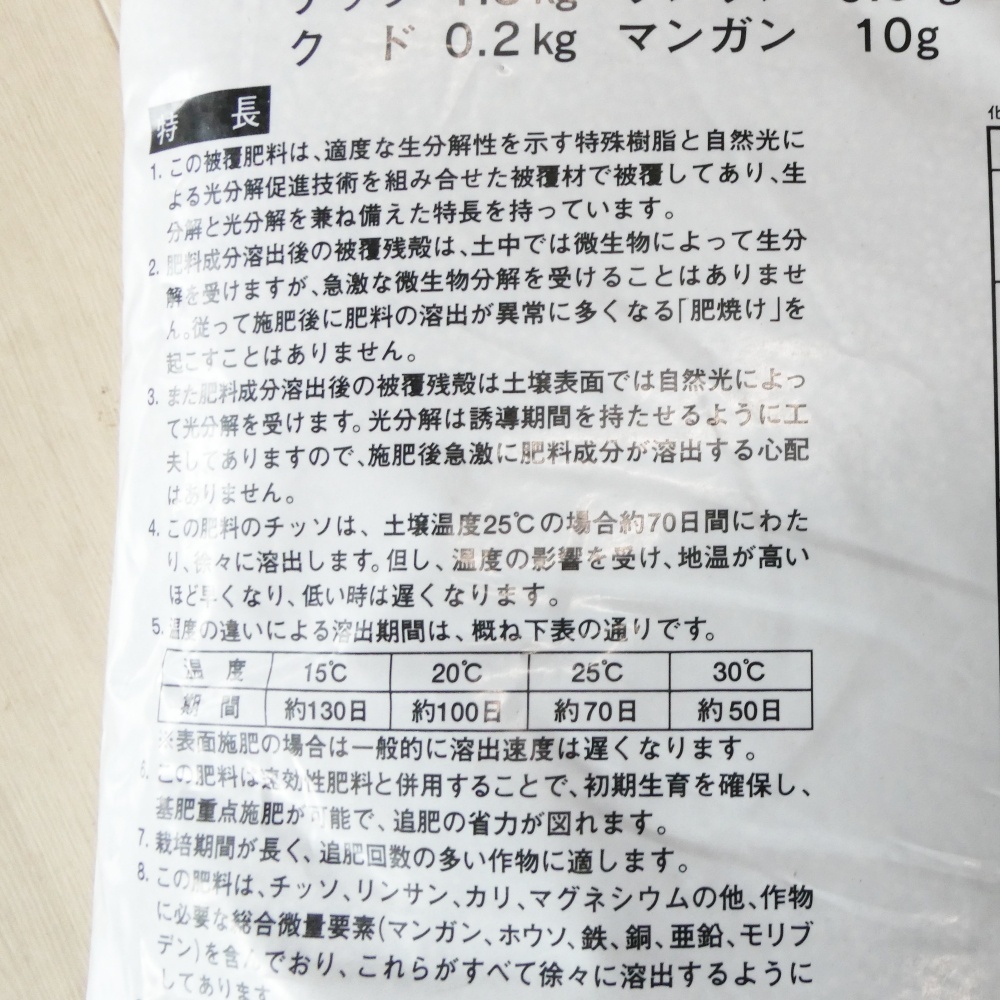 ク ド 0.2kg マンガン 10g
特 長
1. この被覆肥料は、適度な生分解性を示す特殊樹脂と自然光に
よる光分解促進技術を組み合せた被覆材で被覆してあり、生
分解と光分解を兼ね備えた特長を持っています。
2. 肥料成分溶出後の被覆残殻は、土中では微生物によって生分
解を受けますが、急激な微生物分解を受けることはありませ
ん。従って施肥後に肥料の溶出が異常に多くなる「肥焼け」を
起こすことはありません。
3. また肥料成分溶出後の被覆残殻は土壌表面では自然光によっ
て光分解を受けます。光分解は誘導期間を持たせるように工
夫してありますので、施肥後急激に肥料成分が溶出する心配
はありません。
4. この肥料のチッソは、土壌温度25℃の場合約70日間にわた
り、徐々に溶出します。但し、温度の影響を受け、地温が高い
ほど早くなり、低い時は遅くなります。
5. 温度の違いによる溶出期間は、概ね下表の通りです。
温 度 15℃ 20℃ 25℃ 30℃
期 間 約130日 約100日 約70日 約50日
※表面施肥の場合は一般的に溶出速度は遅くなります。
6. この肥料は速効性肥料と併用することで、初期生育を確保し、
基肥重点施肥が可能で、追肥の省力が図れます。
7. 栽培期間が長く、追肥回数の多い作物に適します。
8. この肥料は、チッソ、リンサン、カリ、マグネシウムの他、作物
に必要な総合微量要素(マンガン、ホウソ、鉄、銅、亜鉛、モリブ
デン)を含んでおり、これらがすべて徐々に溶出するように
してあります
化